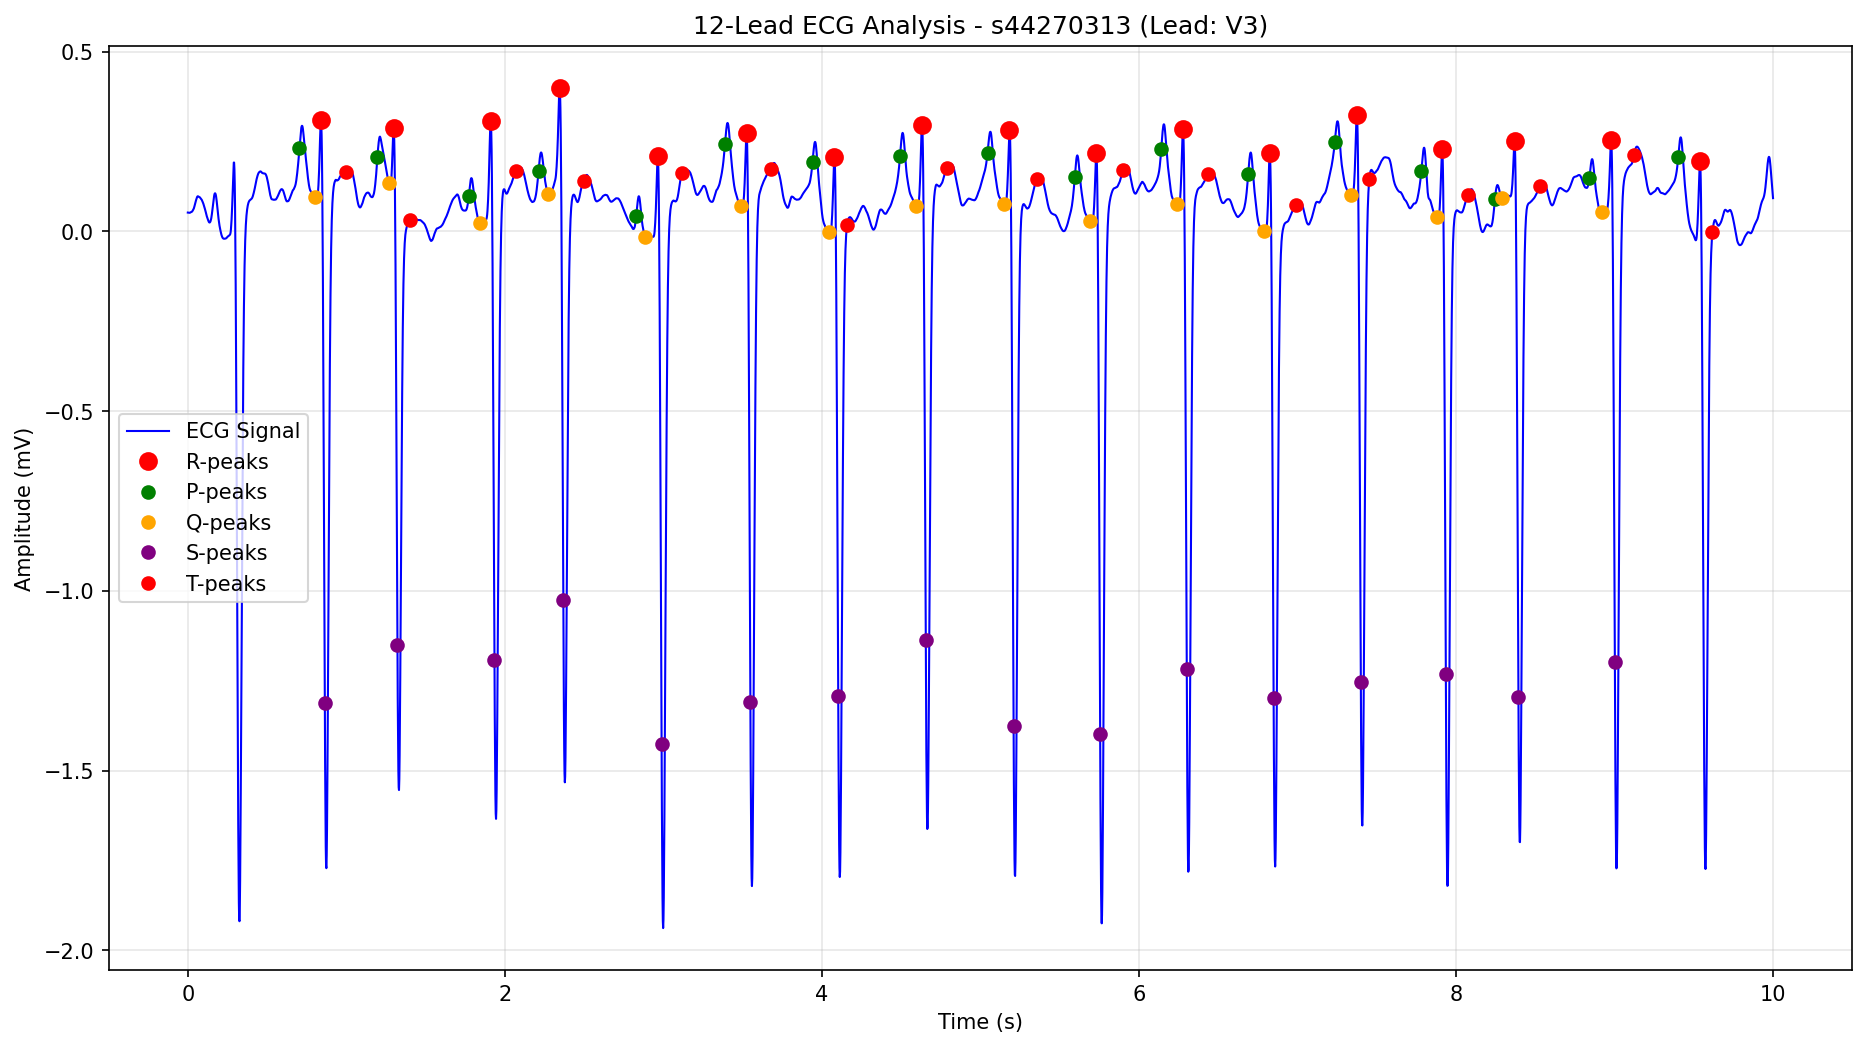 12-Lead ECG Analysis - s44270313 (Lead: V3)
0.5
0.0
−0.5
−1.0
−1.5
−2.0
Amplitude (mV)
ECG Signal
R-peaks
P-peaks
Q-peaks
S-peaks
T-peaks
0 2 4 6 8 10
Time (s)